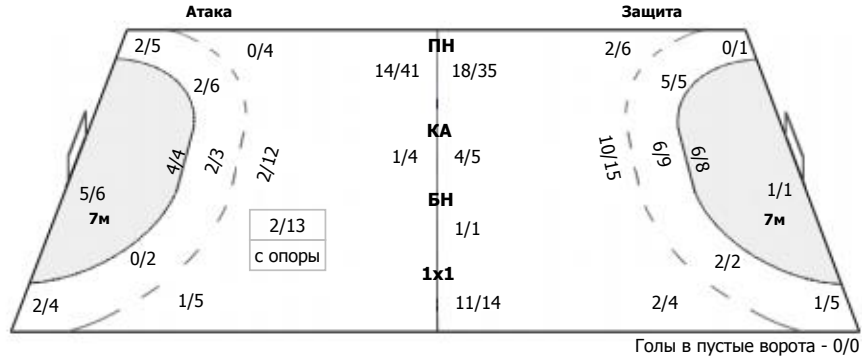 Атака Защита
2/5 0/4 ПН 2/6 0/1
2/6 14/41 18/35 5/5
4/4 2/3 2/12 КА 10/15 6/9 6/8
1/4 4/5
5/6 БН 1/1
7м 2/13 1/1 7м
с опоры
0/2 1x1 2/2
2/4 1/5 11/14 2/4 1/5
Голы в пустые ворота - 0/0